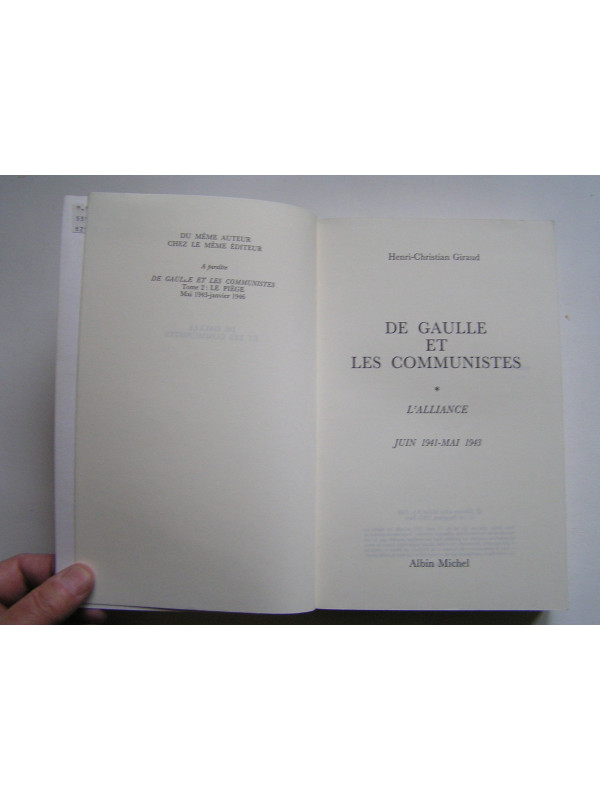 DU MÊME AUTEUR
CHEZ LE MÊME ÉDITEUR
A paraître
DE GAULLE ET LES COMMUNISTES
Tome 2 : LE PIÈGE
Mai 1943-janvier 1946
Henri-Christian Giraud
DE GAULLE
ET
LES COMMUNISTES
*
L'ALLIANCE
JUIN 1941-MAI 1943
Albin Michel